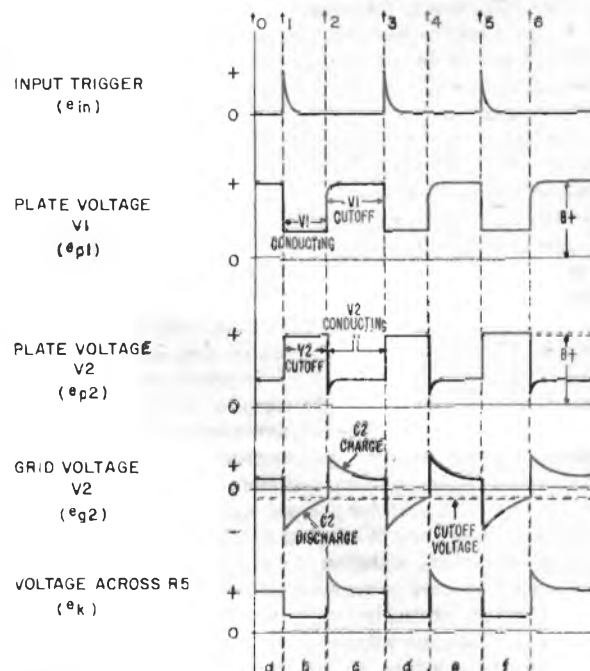 t0 t1 t2 t3 t4 t5 t6
INPUT TRIGGER
(ein)
+
0
PLATE VOLTAGE
V1
(ep1)
+
0
V1
CONDUCTING
V1
CUTOFF
B+
PLATE VOLTAGE
V2
(ep2)
+
0
V2
CUTOFF
V2
CONDUCTING
B+
GRID VOLTAGE
V2
(eg2)
+
0
−
C2
CHARGE
C2
DISCHARGE
CUTOFF
VOLTAGE
VOLTAGE ACROSS R5
(ek)
+
0
a b c d e f